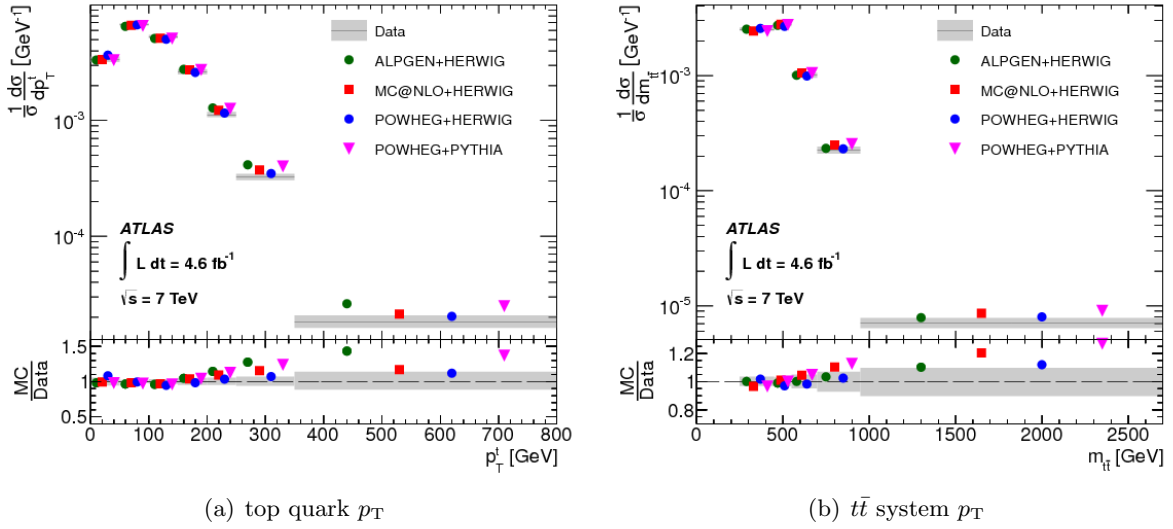 1/σ dσ/dp_T^t [GeV⁻¹]
10⁻³
10⁻⁴
Data
ALPGEN+HERWIG
MC@NLO+HERWIG
POWHEG+HERWIG
POWHEG+PYTHIA
ATLAS
∫ L dt = 4.6 fb⁻¹
√s = 7 TeV
MC/Data
1.5
1
0.5
0 100 200 300 400 500 600 700 800
p_T^t [GeV]
(a) top quark p_T
1/σ dσ/dm_tt̄ [GeV⁻¹]
10⁻³
10⁻⁴
10⁻⁵
Data
ALPGEN+HERWIG
MC@NLO+HERWIG
POWHEG+HERWIG
POWHEG+PYTHIA
ATLAS
∫ L dt = 4.6 fb⁻¹
√s = 7 TeV
MC/Data
1.2
1
0.8
0 500 1000 1500 2000 2500
m_tt̄ [GeV]
(b) tt̄ system p_T